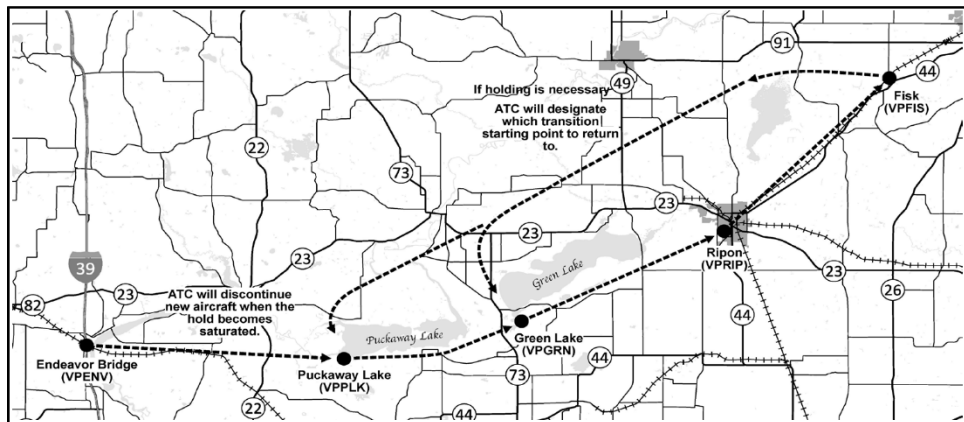 91
44
Fisk
(VPFIS)
If holding is necessary
ATC will designate
which transition
starting point to return
to.
49
22
73
23
23
23
Ripon
(VPRIP)
23
39
Green Lake
26
82
23
ATC will discontinue
new aircraft when the
hold becomes
saturated.
Puckaway Lake
Green Lake
(VPGRN)
44
44
Endeavor Bridge
(VPENV)
Puckaway Lake
(VPPLK)
73
22
44